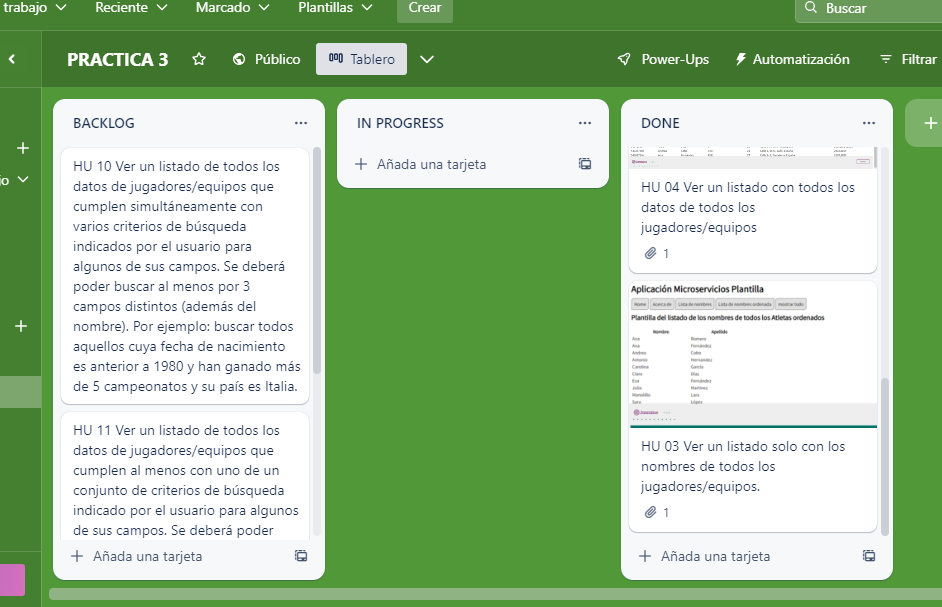 trabajo
Reciente
Marcado
Plantillas
Crear
Buscar
PRACTICA 3
Público
Tablero
Power-Ups
Automatización
Filtrar
io
BACKLOG
HU 10 Ver un listado de todos los
datos de jugadores/equipos que
cumplen simultáneamente con
varios criterios de búsqueda
indicados por el usuario para
algunos de sus campos. Se deberá
poder buscar al menos por 3
campos distintos (además del
nombre). Por ejemplo: buscar todos
aquellos cuya fecha de nacimiento
es anterior a 1980 y han ganado más
de 5 campeonatos y su país es Italia.
HU 11 Ver un listado de todos los
datos de jugadores/equipos que
cumplen al menos con uno de un
conjunto de criterios de búsqueda
indicado por el usuario para algunos
de sus campos. Se deberá poder
Añada una tarjeta
IN PROGRESS
Añada una tarjeta
DONE
HU 04 Ver un listado con todos los
datos de todos los
jugadores/equipos
1
Aplicación Microservicios Plantilla
Home Acerca de Lista de nombres Lista de nombres ordenada mostrar todo
Plantilla del listado de los nombres de todos los Atletas ordenados
Nombre Apellido
Ana Romero
Ana Fernández
Andrea Cobo
Antonio Hernandez
Carolina García
Clara Díaz
Eva Fernández
Julia Martinez
Manolillo Lara
Sara López
HU 03 Ver un listado solo con los
nombres de todos los
jugadores/equipos.
1
Añada una tarjeta